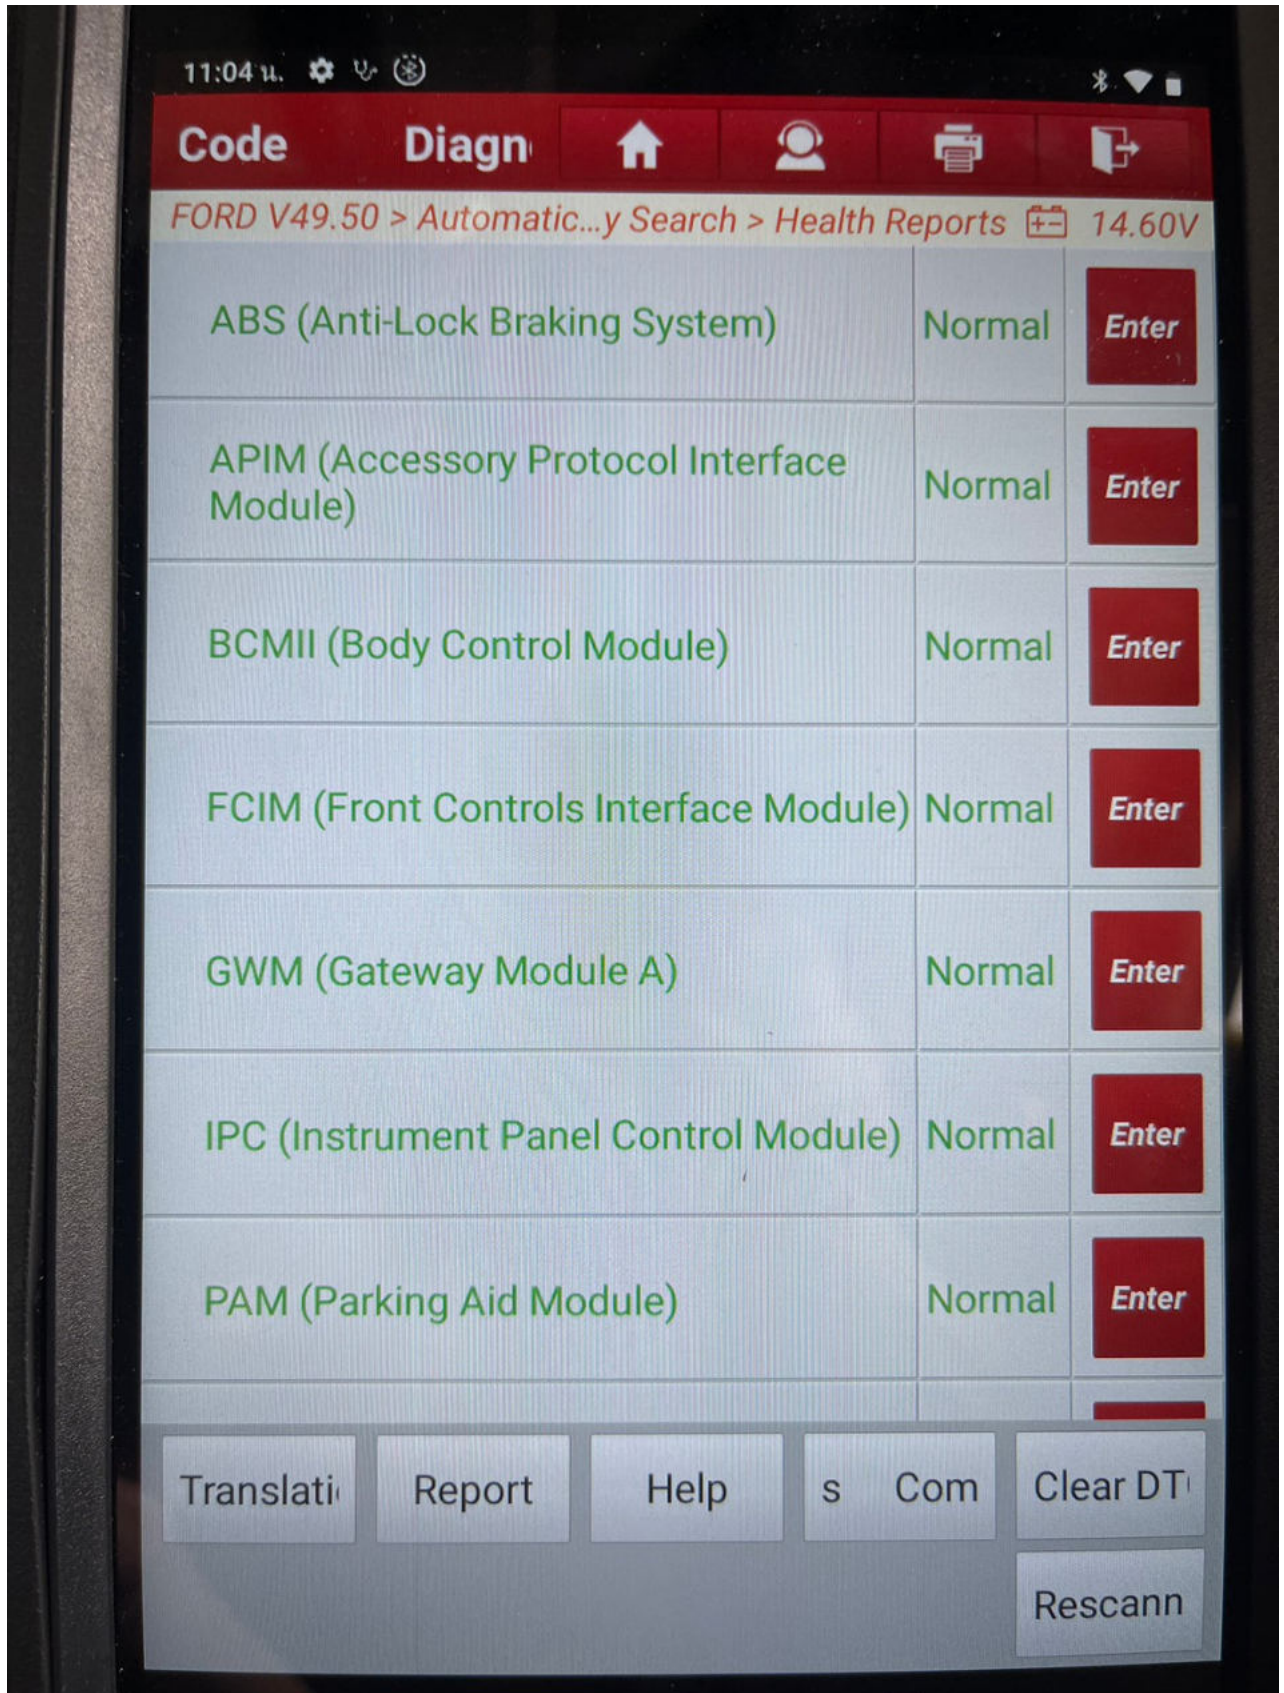 11:04 น.
Code Diagn
FORD V49.50 > Automatic...y Search > Health Reports 14.60V
ABS (Anti-Lock Braking System) Normal Enter
APIM (Accessory Protocol Interface
Module) Normal Enter
BCMII (Body Control Module) Normal Enter
FCIM (Front Controls Interface Module) Normal Enter
GWM (Gateway Module A) Normal Enter
IPC (Instrument Panel Control Module) Normal Enter
PAM (Parking Aid Module) Normal Enter
Translati Report Help s Com Clear DT
Rescann